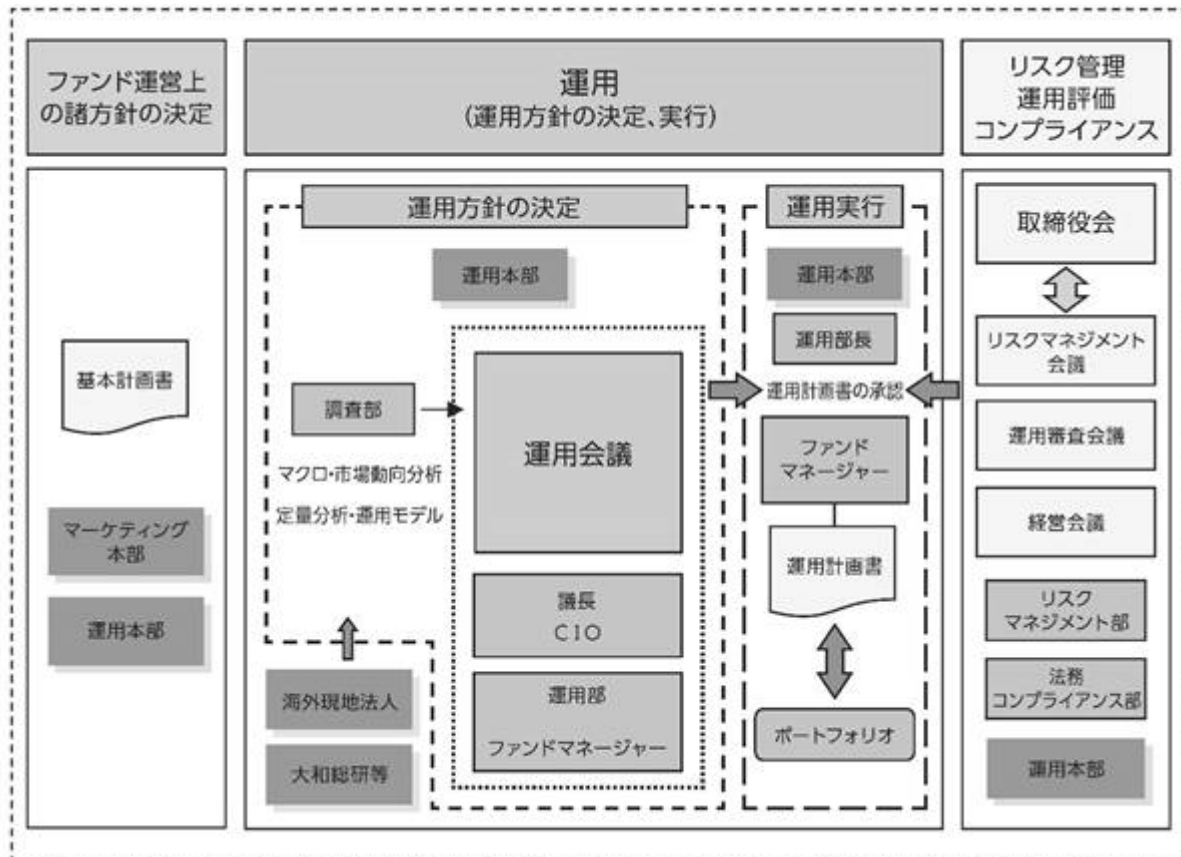 ファンド運営上
の諸方針の決定
基本計画書
マーケティング
本部
運用本部
運用
(運用方針の決定、実行)
運用方針の決定
運用本部
調査部
マクロ・市場動向分析
定量分析・運用モデル
海外現地法人
大和総研等
運用会議
議長
CIO
運用部
ファンドマネージャー
運用実行
運用本部
運用部長
運用計画書の承認
ファンド
マネージャー
運用計画書
ポートフォリオ
リスク管理
運用評価
コンプライアンス
取締役会
リスクマネジメント
会議
運用審査会議
経営会議
リスク
マネジメント部
法務
コンプライアンス部
運用本部